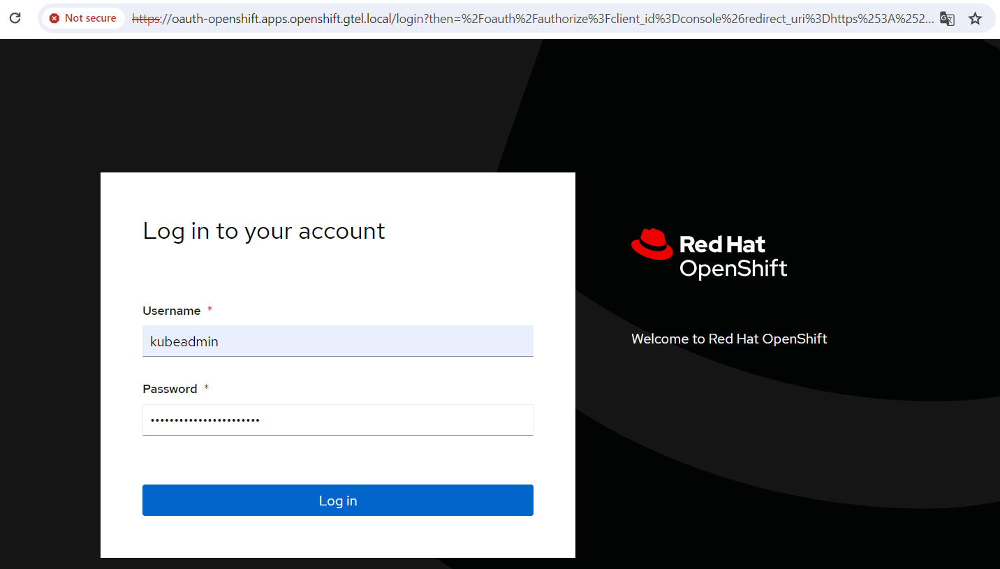 Not secure
https://oauth-openshift.apps.openshift.gtel.local/login?then=%2Foauth%2Fauthorize%3Fclient_id%3Dconsole%26redirect_uri%3Dhttps%253A%252...
Log in to your account
Username *
kubeadmin
Password *
•••••••••••••••••••••••
Log in
Red Hat
OpenShift
Welcome to Red Hat OpenShift